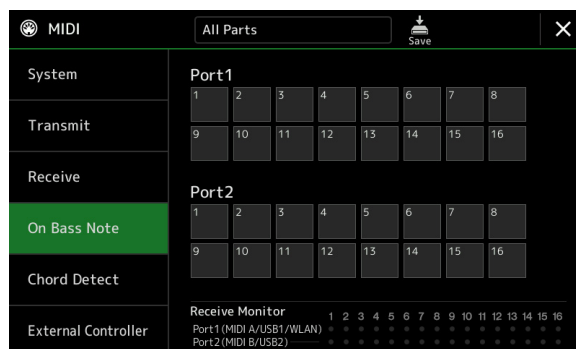 MIDI
All Parts
Save
System
Transmit
Receive
On Bass Note
Chord Detect
External Controller
Port1
1 2 3 4 5 6 7 8
9 10 11 12 13 14 15 16
Port2
1 2 3 4 5 6 7 8
9 10 11 12 13 14 15 16
Receive Monitor 1 2 3 4 5 6 7 8 9 10 11 12 13 14 15 16
Port1 (MIDI A/USB1/WLAN)
Port2 (MIDI B/USB2)